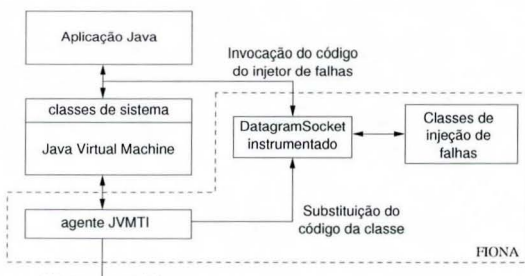 Aplicação Java
Invocação do código
do injetor de falhas
classes de sistema
Java Virtual Machine
DatagramSocket
instrumentado
Classes de
injeção de
falhas
agente JVMTI
Substituição do
código da classe
FIONA